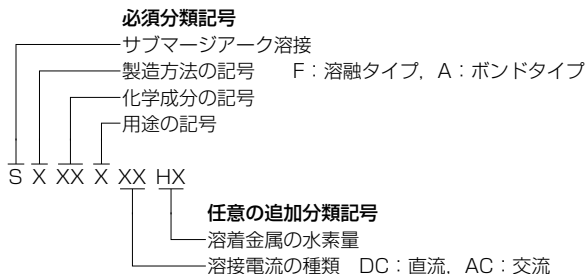 必須分類記号
サブマージアーク溶接
製造方法の記号　F：溶融タイプ，A：ボンドタイプ
化学成分の記号
用途の記号
S X XX X XX HX
任意の追加分類記号
溶着金属の水素量
溶接電流の種類　DC：直流，AC：交流